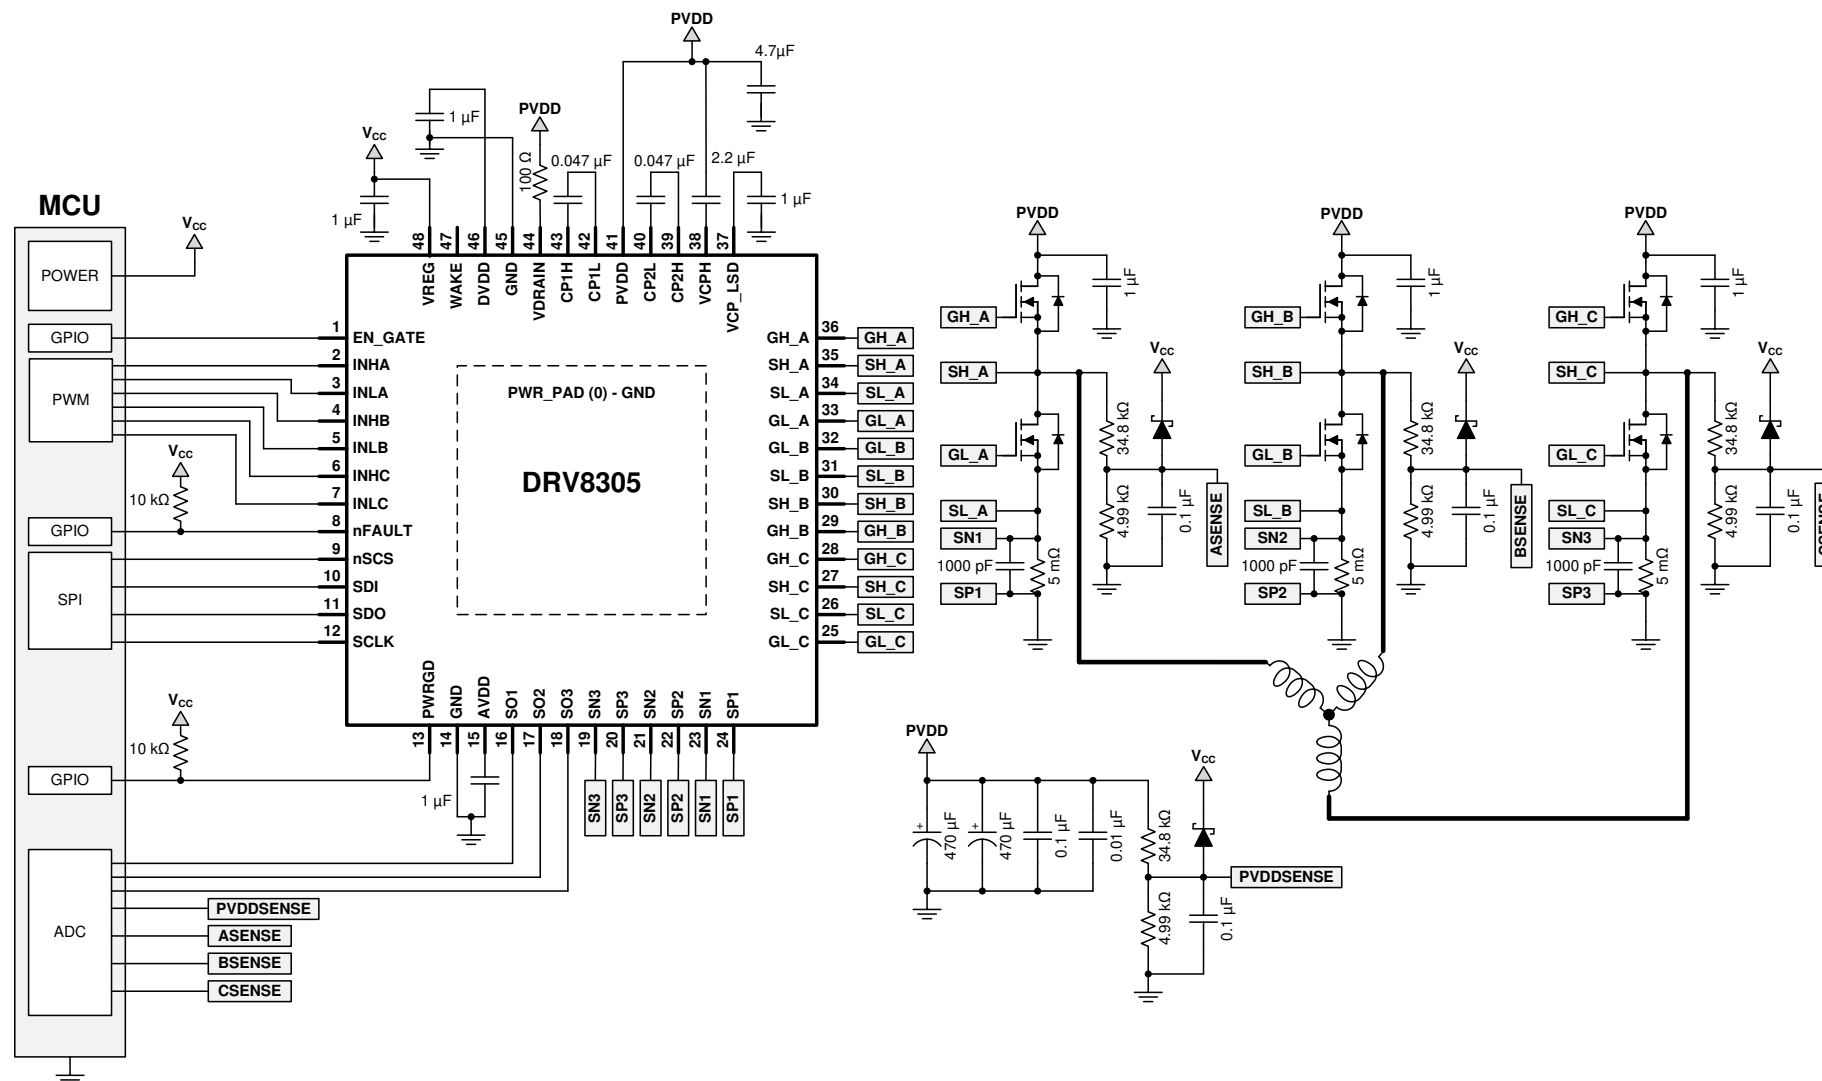 MCU
POWER
GPIO
PWM
GPIO
SPI
GPIO
ADC
VCC
VCC
10 kΩ
VCC
10 kΩ
PVDDSENSE
ASENSE
BSENSE
CSENSE
VCC
1 µF
1 µF
PVDD
100 Ω
0.047 µF
PVDD
0.047 µF
4.7µF
2.2 µF
1 µF
48 VREG
47 WAKE
46 DVDD
45 GND
44 VDRAIN
43 CP1H
42 CP1L
41 PVDD
40 CP2L
39 CP2H
38 VCPH
37 VCP_LSD
1 EN_GATE
2 INHA
3 INLA
4 INHB
5 INLB
6 INHC
7 INLC
8 nFAULT
9 nSCS
10 SDI
11 SDO
12 SCLK
PWR_PAD (0) - GND
DRV8305
GH_A 36 GH_A
SH_A 35 SH_A
SL_A 34 SL_A
GL_A 33 GL_A
GL_B 32 GL_B
SL_B 31 SL_B
SH_B 30 SH_B
GH_B 29 GH_B
GH_C 28 GH_C
SH_C 27 SH_C
SL_C 26 SL_C
GL_C 25 GL_C
PWRGD 13
GND 14
AVDD 15
SO1 16
SO2 17
SO3 18
SN3 19 SN3
SP3 20 SP3
SN2 21 SN2
SP2 22 SP2
SN1 23 SN1
SP1 24 SP1
1 µF
PVDD
1 µF
GH_A
SH_A
VCC
34.8 kΩ
GL_A
SL_A
4.99 kΩ
0.1 µF
ASENSE
SN1
1000 pF
5 mΩ
SP1
PVDD
1 µF
GH_B
SH_B
VCC
34.8 kΩ
GL_B
SL_B
4.99 kΩ
0.1 µF
BSENSE
SN2
1000 pF
5 mΩ
SP2
PVDD
1 µF
GH_C
SH_C
VCC
34.8 kΩ
GL_C
SL_C
4.99 kΩ
0.1 µF
SN3
1000 pF
5 mΩ
SP3
PVDD
+
470 µF
+
470 µF
0.1 µF
0.01 µF
34.8 kΩ
VCC
PVDDSENSE
4.99 kΩ
0.1 µF